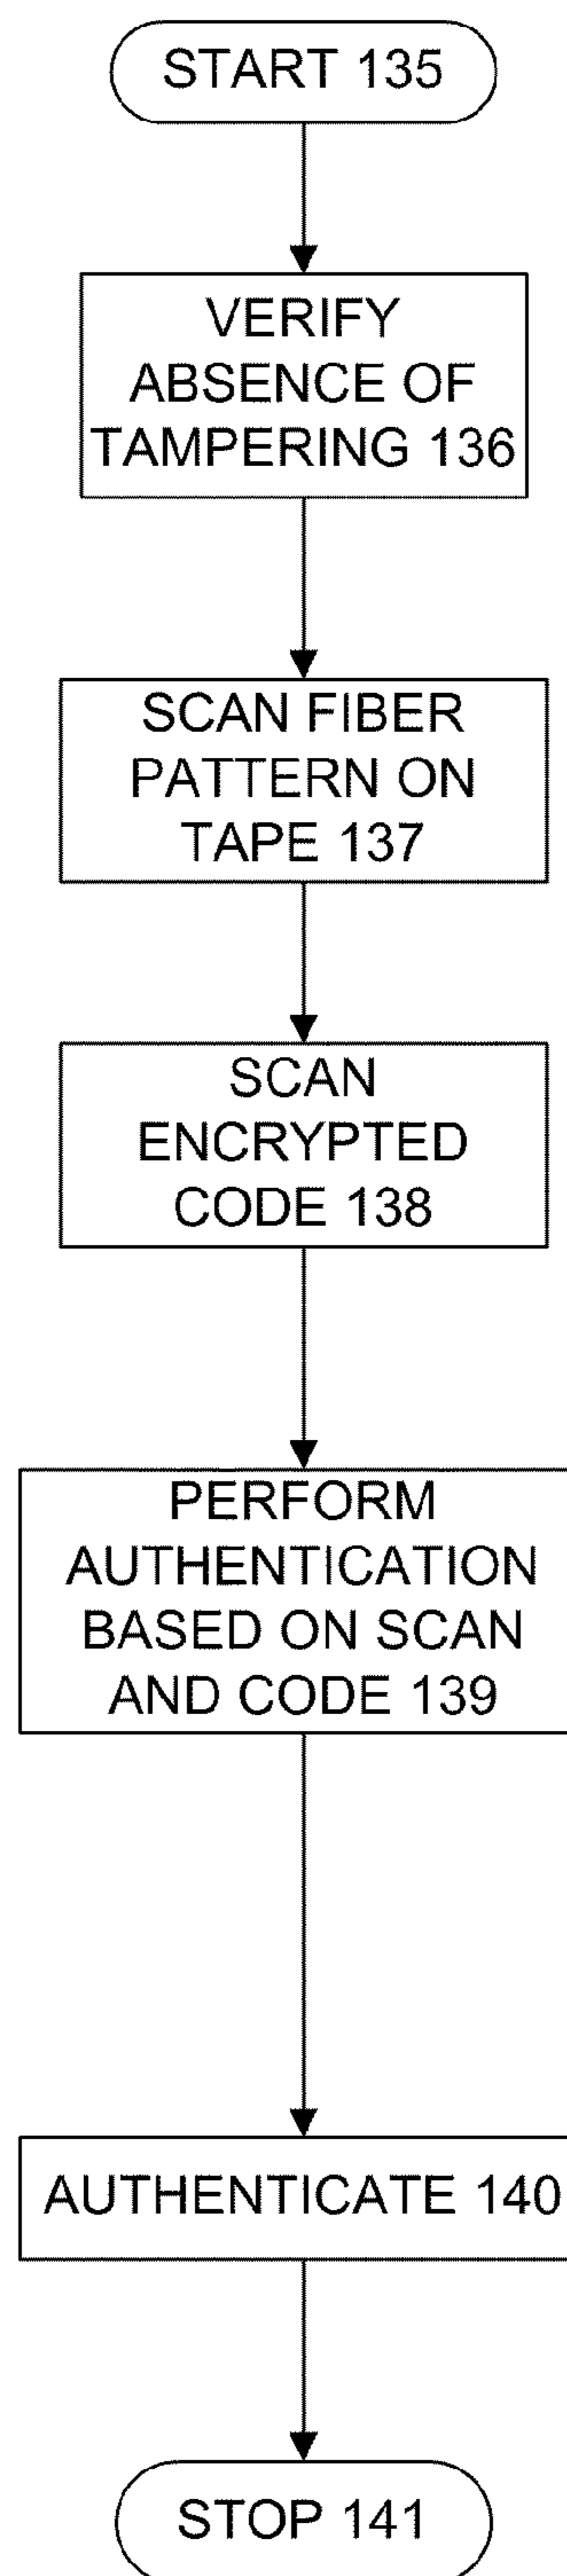 START 135
VERIFY
ABSENCE OF
TAMPERING 136
SCAN FIBER
PATTERN ON
TAPE 137
SCAN
ENCRYPTED
CODE 138
PERFORM
AUTHENTICATION
BASED ON SCAN
AND CODE 139
AUTHENTICATE 140
STOP 141